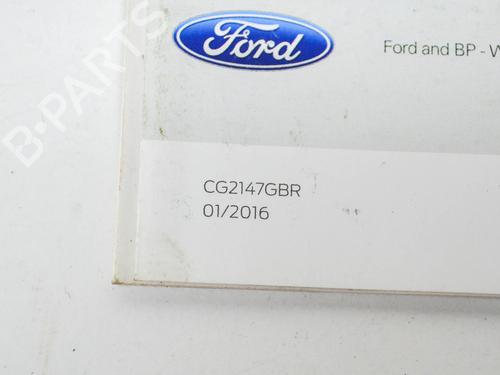 Ford
Ford and BP - W
B-PARTS
CG2147GBR
01/2016